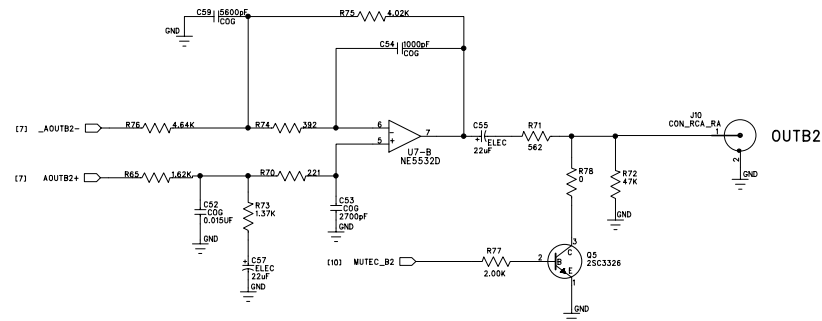 C59 5600pF
COG
GND
R75 4.02K
C54 1000pF
COG
[7] _AOUTB2-
R76 4.64K
R74 392
6
5
7
U7-B
NE5532D
C55
+ ELEC
22uF
R71
562
J10
CON_RCA_RA
1
2
OUTB2
GND
[7] AOUTB2+
R65 1.62K
R70 221
C52
COG
0.015UF
GND
R73
1.37K
C57
+ ELEC
22uF
GND
C53
COG
2700pF
GND
R78
0
R72
47K
GND
[10] MUTEC_B2
R77
2.00K
2
3
C
B
E
1
Q5
2SC3326
GND